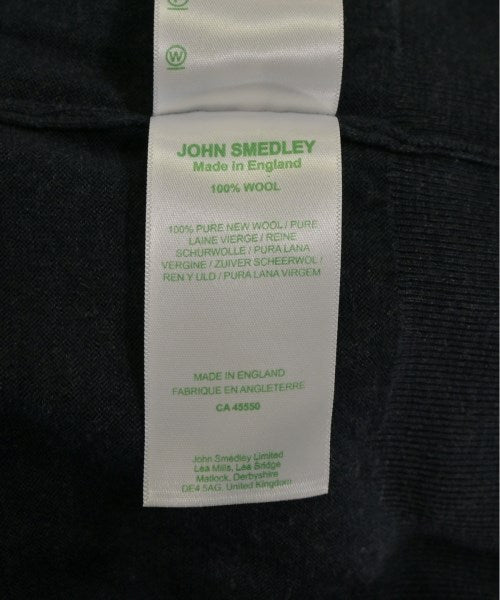 P
W
JOHN SMEDLEY
Made in England
100% WOOL
100% PURE NEW WOOL / PURE
LAINE VIERGE / REINE
SCHURWOLLE / PURA LANA
VERGINE / ZUIVER SCHEERWOL /
REN Y ULD / PURA LANA VIRGEM
MADE IN ENGLAND
FABRIQUE EN ANGLETERRE
CA 45550
John Smedley Limited
Lea Mills, Lea Bridge
Matlock, Derbyshire
DE4 5AG, United Kingdom